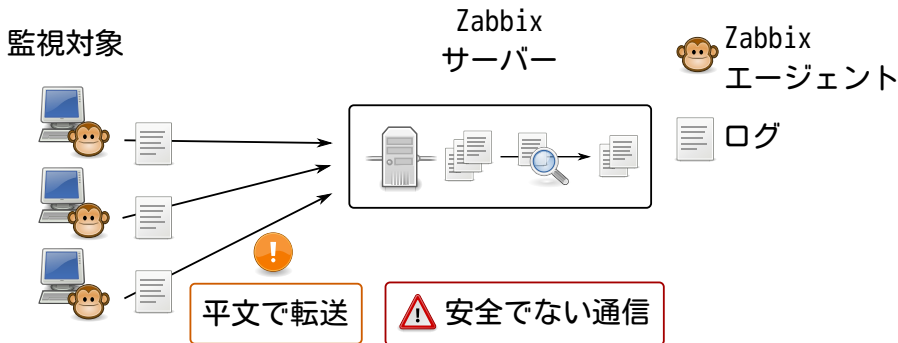 監視対象
Zabbix
サーバー
Zabbix
エージェント
ログ
平文で転送
安全でない通信